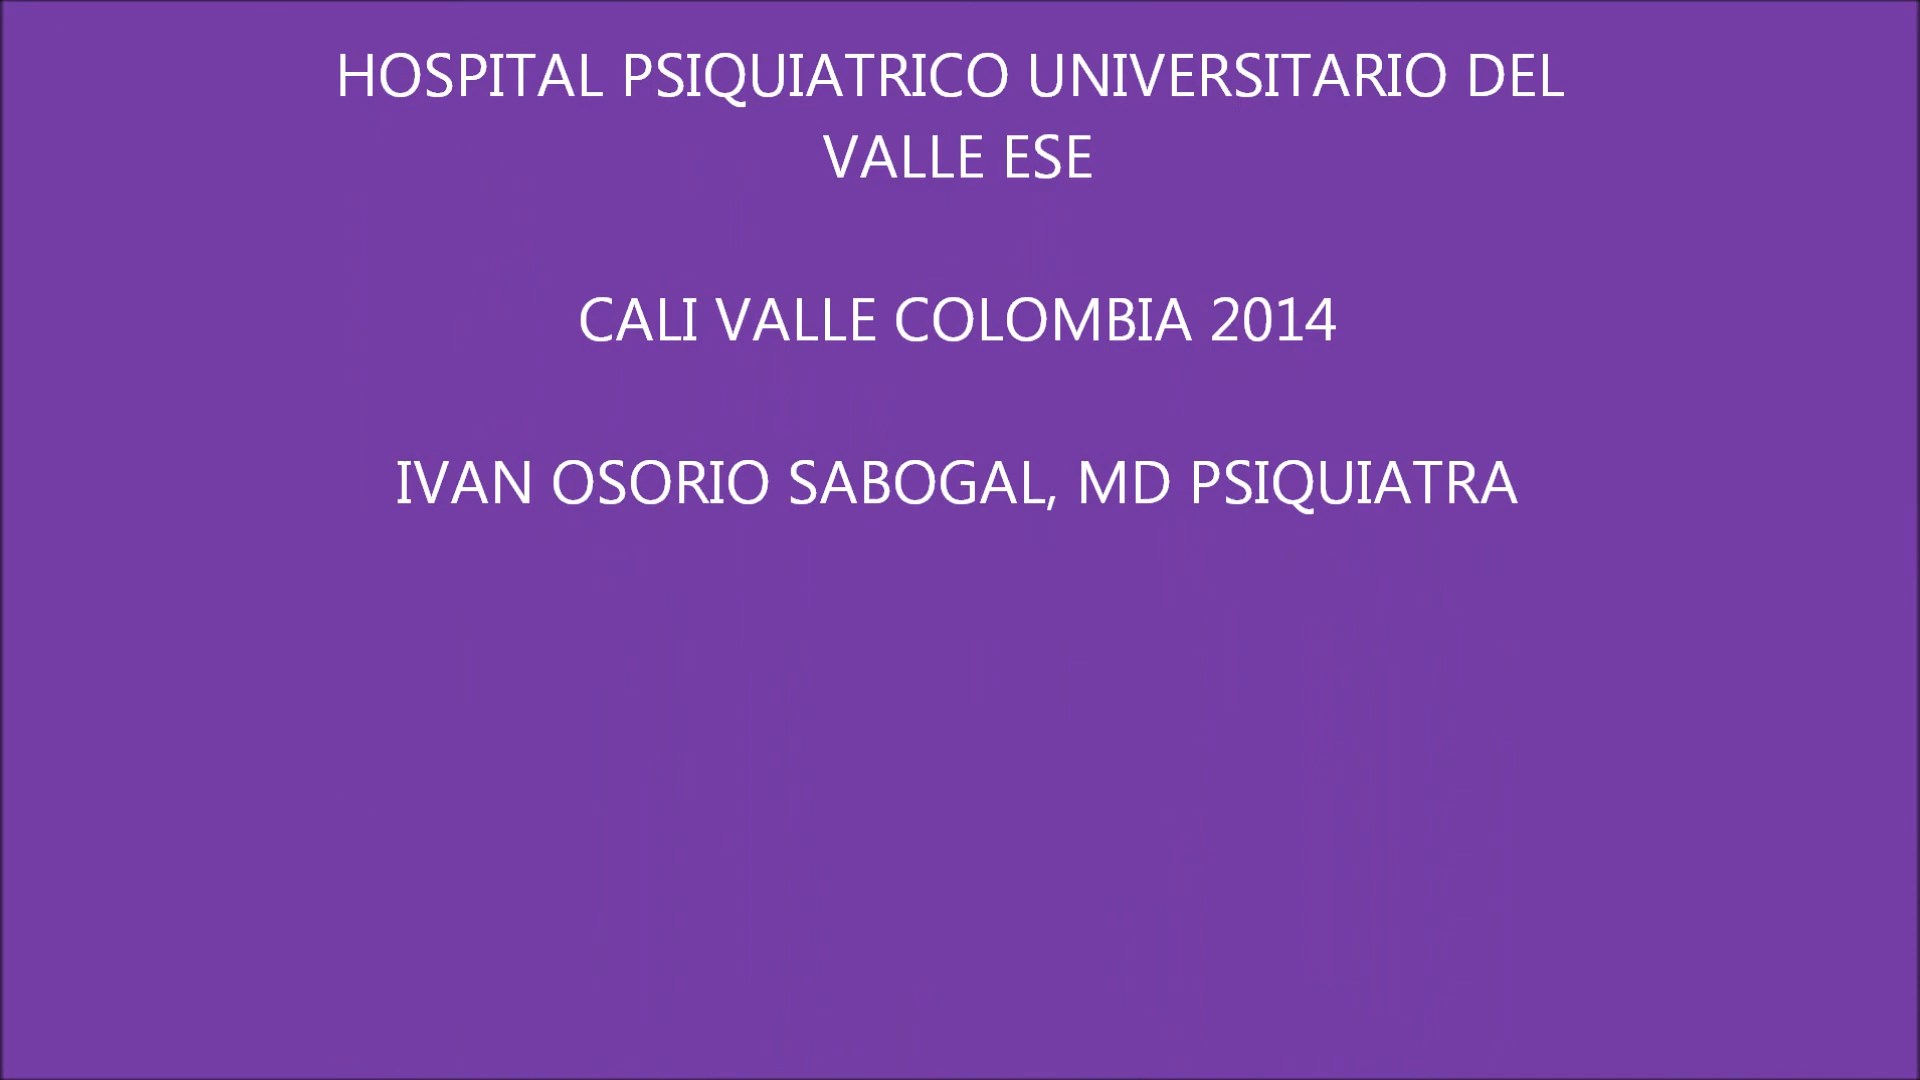 HOSPITAL PSIQUIATRICO UNIVERSITARIO DEL
VALLE ESE
CALI VALLE COLOMBIA 2014
IVAN OSORIO SABOGAL, MD PSIQUIATRA